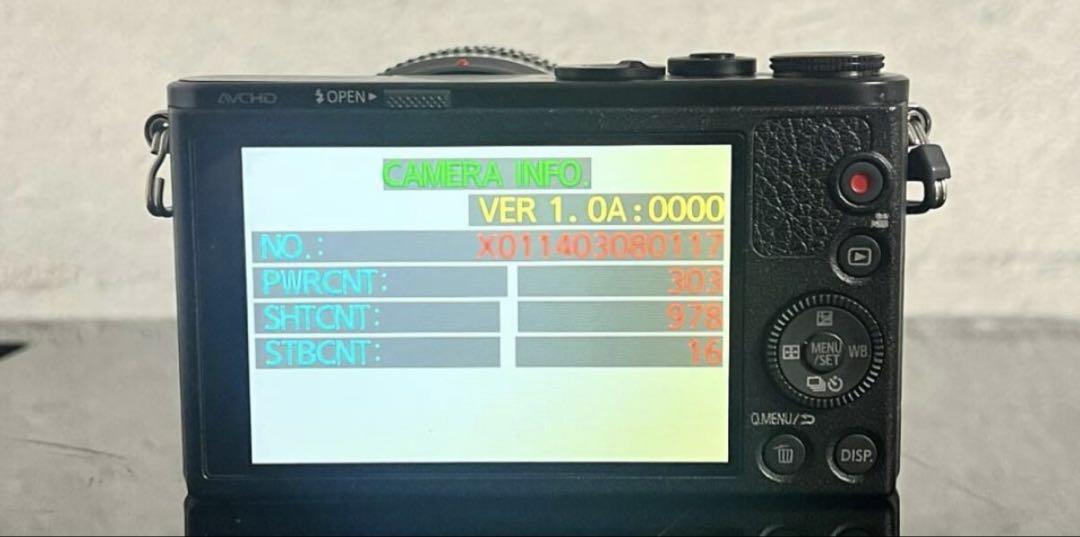 AVCHD OPEN
CAMERA INFO.
VER 1. 0A:0000
NO.: X011403080117
PWRCNT: 303
SHTCNT: 978
STBCNT: 16
MENU /SET WB
Q.MENU/
DISP.